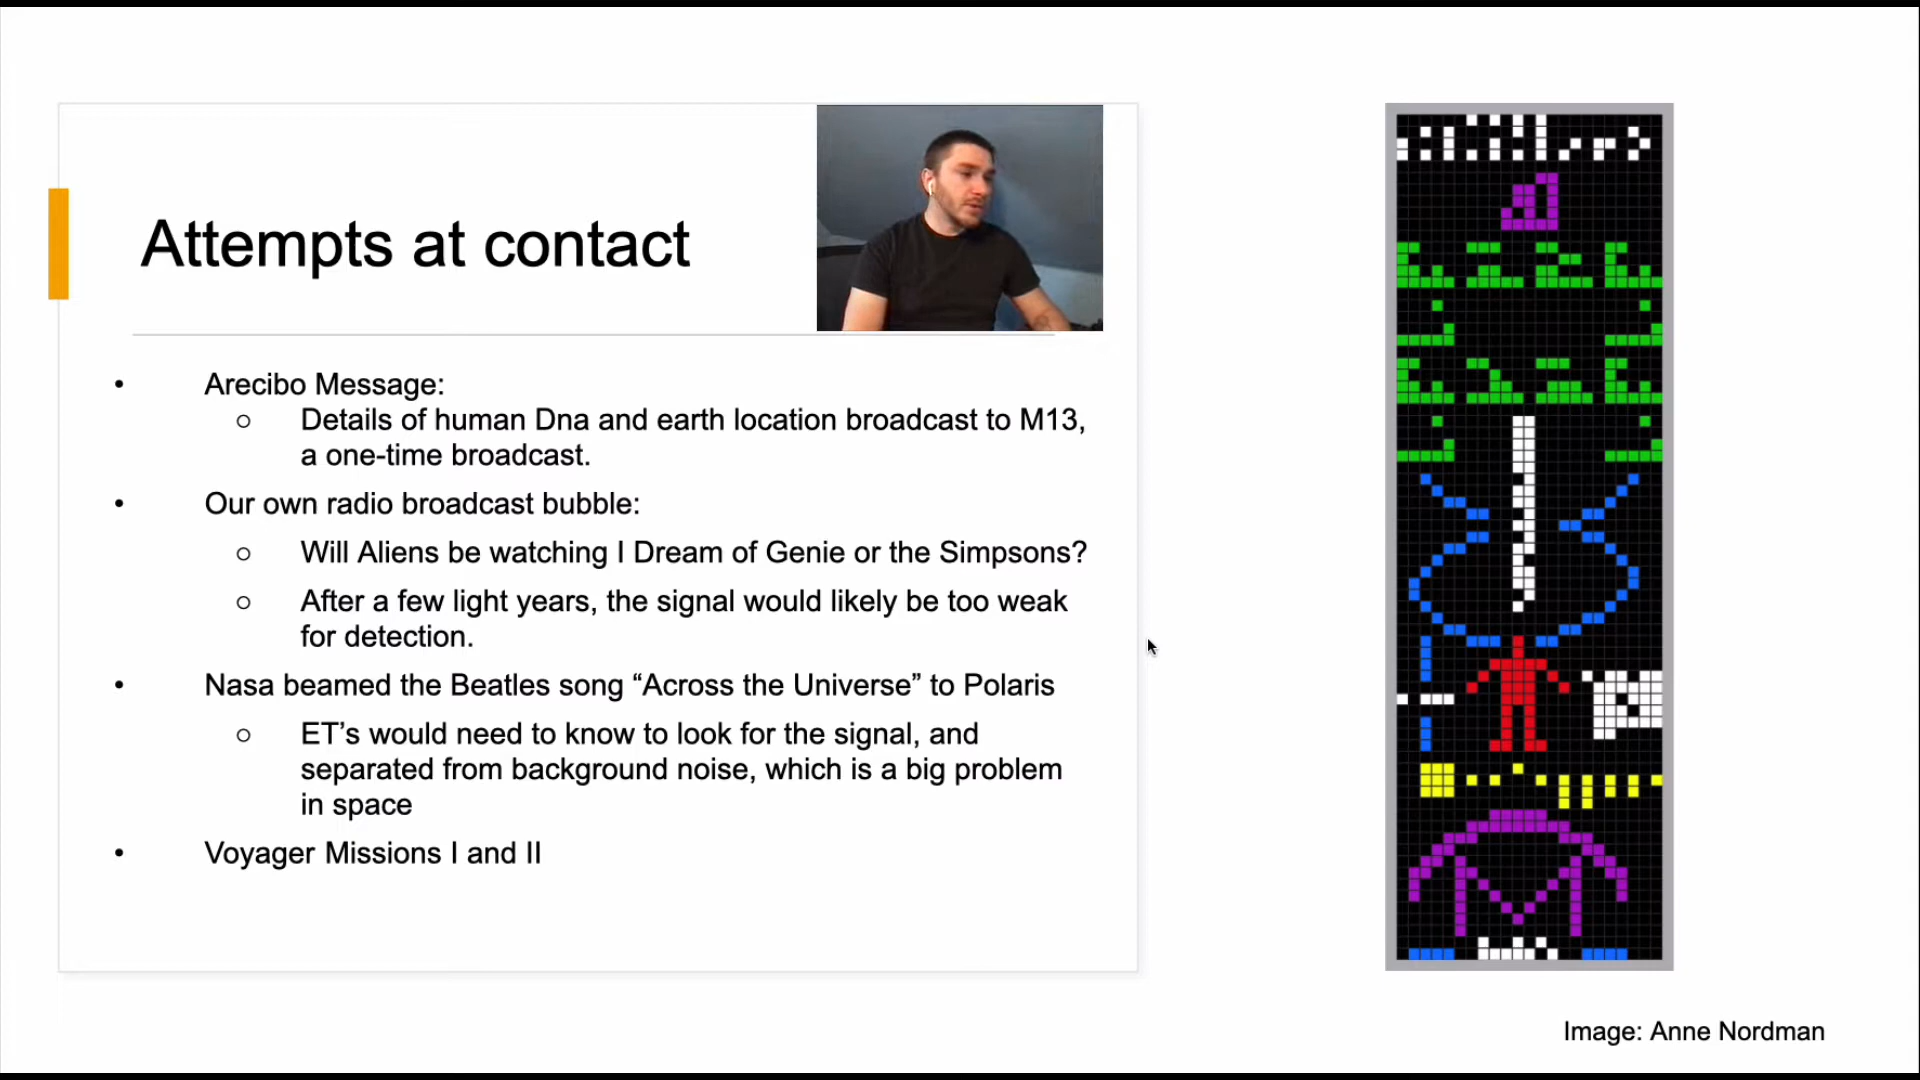 Attempts at contact
• Arecibo Message:
○ Details of human Dna and earth location broadcast to M13,
a one-time broadcast.
• Our own radio broadcast bubble:
○ Will Aliens be watching I Dream of Genie or the Simpsons?
○ After a few light years, the signal would likely be too weak
for detection.
• Nasa beamed the Beatles song “Across the Universe” to Polaris
○ ET’s would need to know to look for the signal, and
separated from background noise, which is a big problem
in space
• Voyager Missions I and II
Image: Anne Nordman